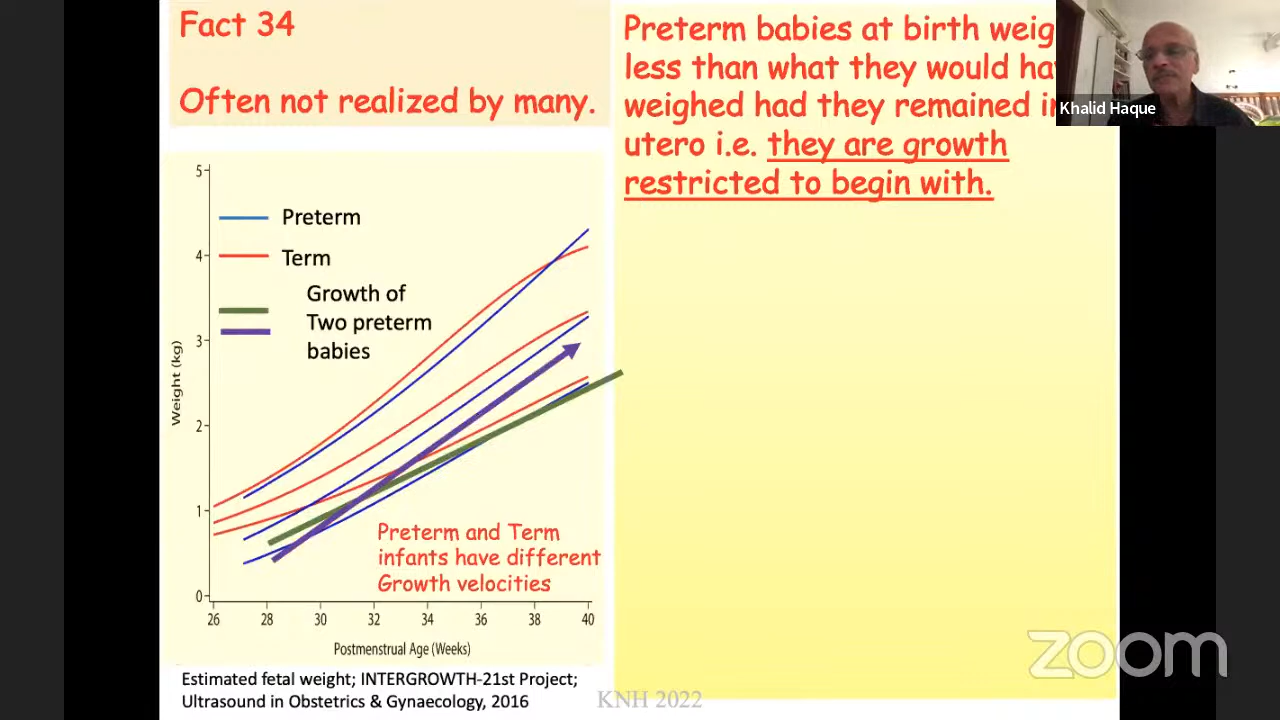 Fact 34
Often not realized by many.
Preterm babies at birth weig
less than what they would ha
weighed had they remained in
utero i.e. they are growth
restricted to begin with.
Khalid Haque
5
4
3
2
1
0
Weight (kg)
Preterm
Term
Growth of
Two preterm
babies
Preterm and Term
infants have different
Growth velocities
26 28 30 32 34 36 38 40
Postmenstrual Age (Weeks)
Estimated fetal weight; INTERGROWTH-21st Project;
Ultrasound in Obstetrics & Gynaecology, 2016
KNH 2022
zoom